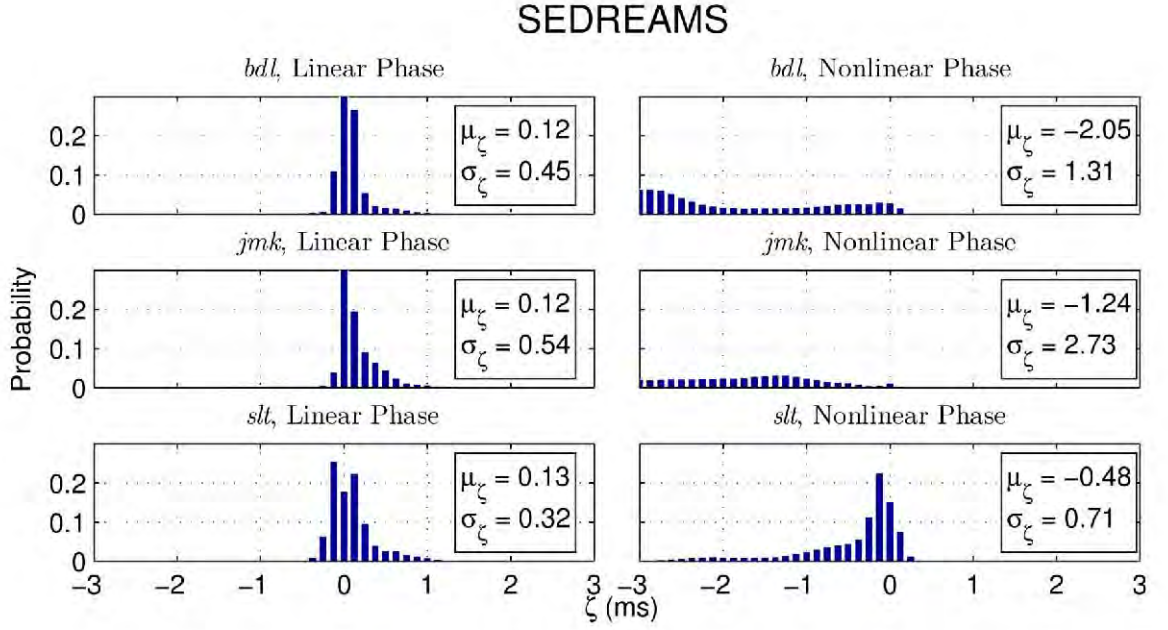 SEDREAMS
bdl, Linear Phase
bdl, Nonlinear Phase
0.2
0.1
0
μζ = 0.12
σζ = 0.45
μζ = −2.05
σζ = 1.31
jmk, Linear Phase
jmk, Nonlinear Phase
Probability
0.2
0.1
0
μζ = 0.12
σζ = 0.54
μζ = −1.24
σζ = 2.73
slt, Linear Phase
slt, Nonlinear Phase
0.2
0.1
0
μζ = 0.13
σζ = 0.32
μζ = −0.48
σζ = 0.71
−3 −2 −1 0 1 2 3
−3 −2 −1 0 1 2 3
ζ (ms)